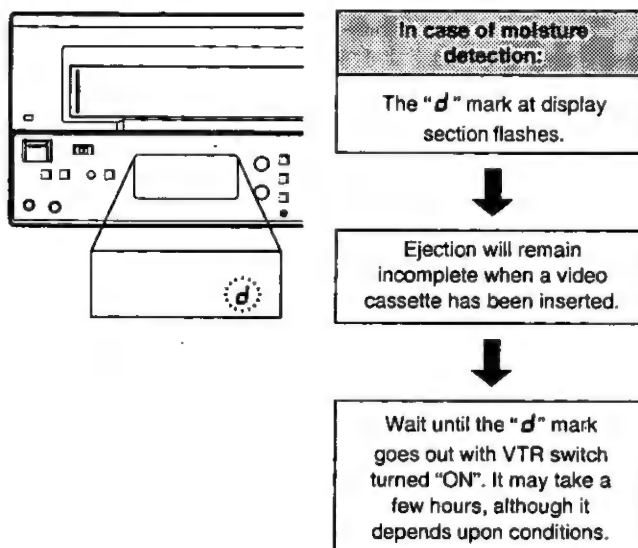 In case of moisture
detection:
The "d" mark at display
section flashes.
Ejection will remain
incomplete when a video
cassette has been inserted.
Wait until the "d" mark
goes out with VTR switch
turned "ON". It may take a
few hours, although it
depends upon conditions.
d